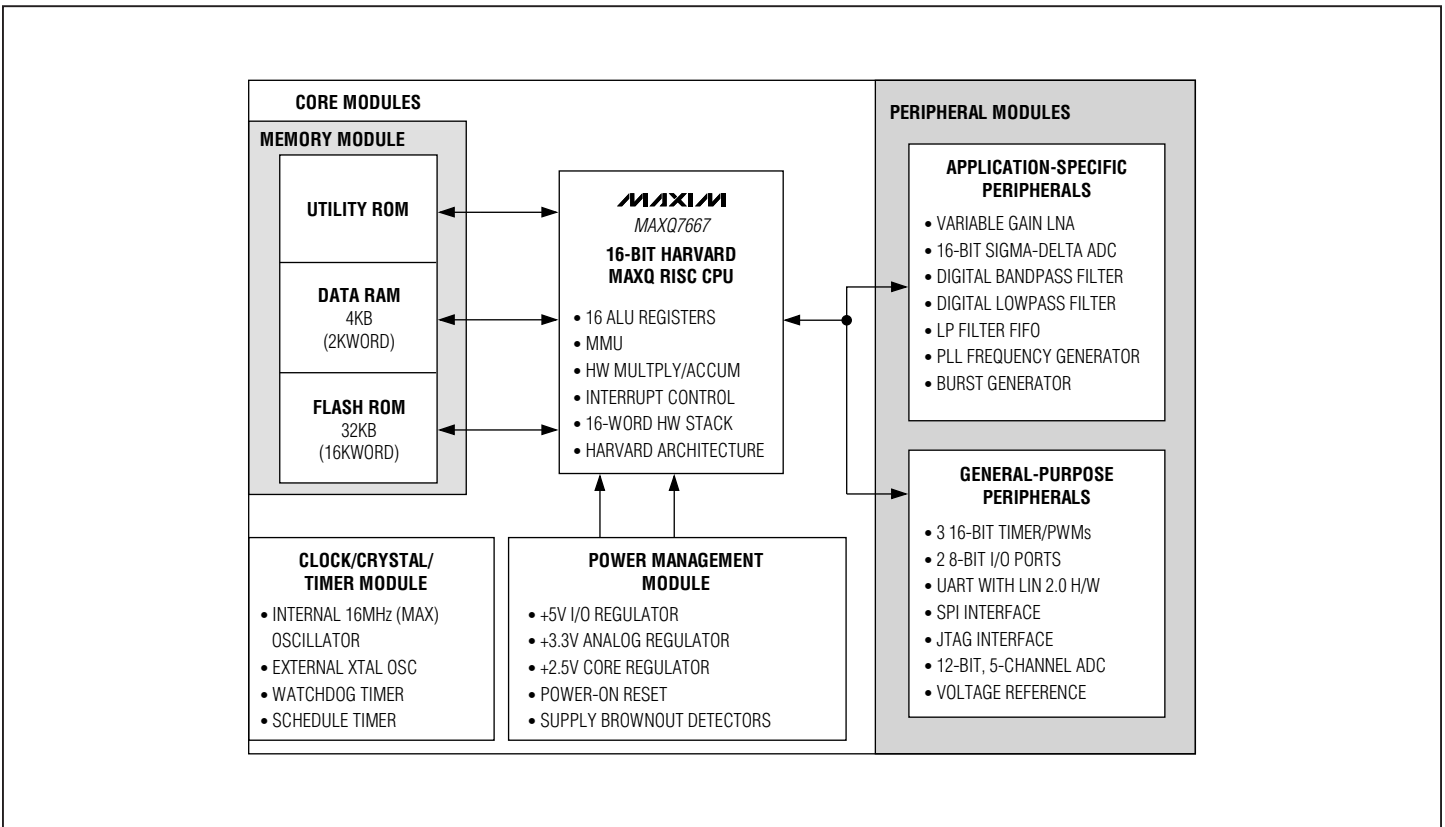 CORE MODULES
MEMORY MODULE
UTILITY ROM
DATA RAM
4KB
(2KWORD)
FLASH ROM
32KB
(16KWORD)
MAXIM
MAXQ7667
16-BIT HARVARD
MAXQ RISC CPU
• 16 ALU REGISTERS
• MMU
• HW MULTPLY/ACCUM
• INTERRUPT CONTROL
• 16-WORD HW STACK
• HARVARD ARCHITECTURE
CLOCK/CRYSTAL/
TIMER MODULE
• INTERNAL 16MHz (MAX)
OSCILLATOR
• EXTERNAL XTAL OSC
• WATCHDOG TIMER
• SCHEDULE TIMER
POWER MANAGEMENT
MODULE
• +5V I/O REGULATOR
• +3.3V ANALOG REGULATOR
• +2.5V CORE REGULATOR
• POWER-ON RESET
• SUPPLY BROWNOUT DETECTORS
PERIPHERAL MODULES
APPLICATION-SPECIFIC
PERIPHERALS
• VARIABLE GAIN LNA
• 16-BIT SIGMA-DELTA ADC
• DIGITAL BANDPASS FILTER
• DIGITAL LOWPASS FILTER
• LP FILTER FIFO
• PLL FREQUENCY GENERATOR
• BURST GENERATOR
GENERAL-PURPOSE
PERIPHERALS
• 3 16-BIT TIMER/PWMs
• 2 8-BIT I/O PORTS
• UART WITH LIN 2.0 H/W
• SPI INTERFACE
• JTAG INTERFACE
• 12-BIT, 5-CHANNEL ADC
• VOLTAGE REFERENCE